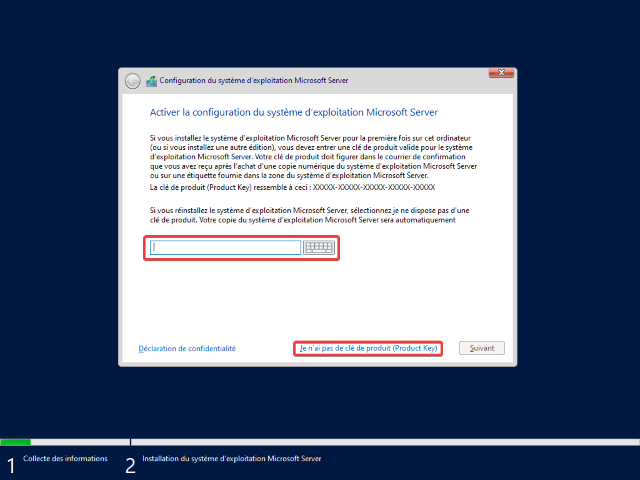 Configuration du système d'exploitation Microsoft Server
Activer la configuration du système d'exploitation Microsoft Server
Si vous installez le système d'exploitation Microsoft Server pour la première fois sur cet ordinateur
(ou si vous installez une autre édition), vous devez entrer une clé de produit valide pour le système
d'exploitation Microsoft Server. Votre clé de produit doit figurer dans le courrier de confirmation
que vous avez reçu après l'achat d'une copie numérique du système d'exploitation Microsoft Server
ou sur une étiquette fournie dans la zone du système d'exploitation Microsoft Server.
La clé de produit (Product Key) ressemble à ceci : XXXXX-XXXXX-XXXXX-XXXXX-XXXXX
Si vous réinstallez le système d'exploitation Microsoft Server, sélectionnez je ne dispose pas d'une
clé de produit. Votre copie du système d'exploitation Microsoft Server sera automatiquement
Déclaration de confidentialité
Je n'ai pas de clé de produit (Product Key)
Suivant
1 Collecte des informations
2 Installation du système d'exploitation Microsoft Server